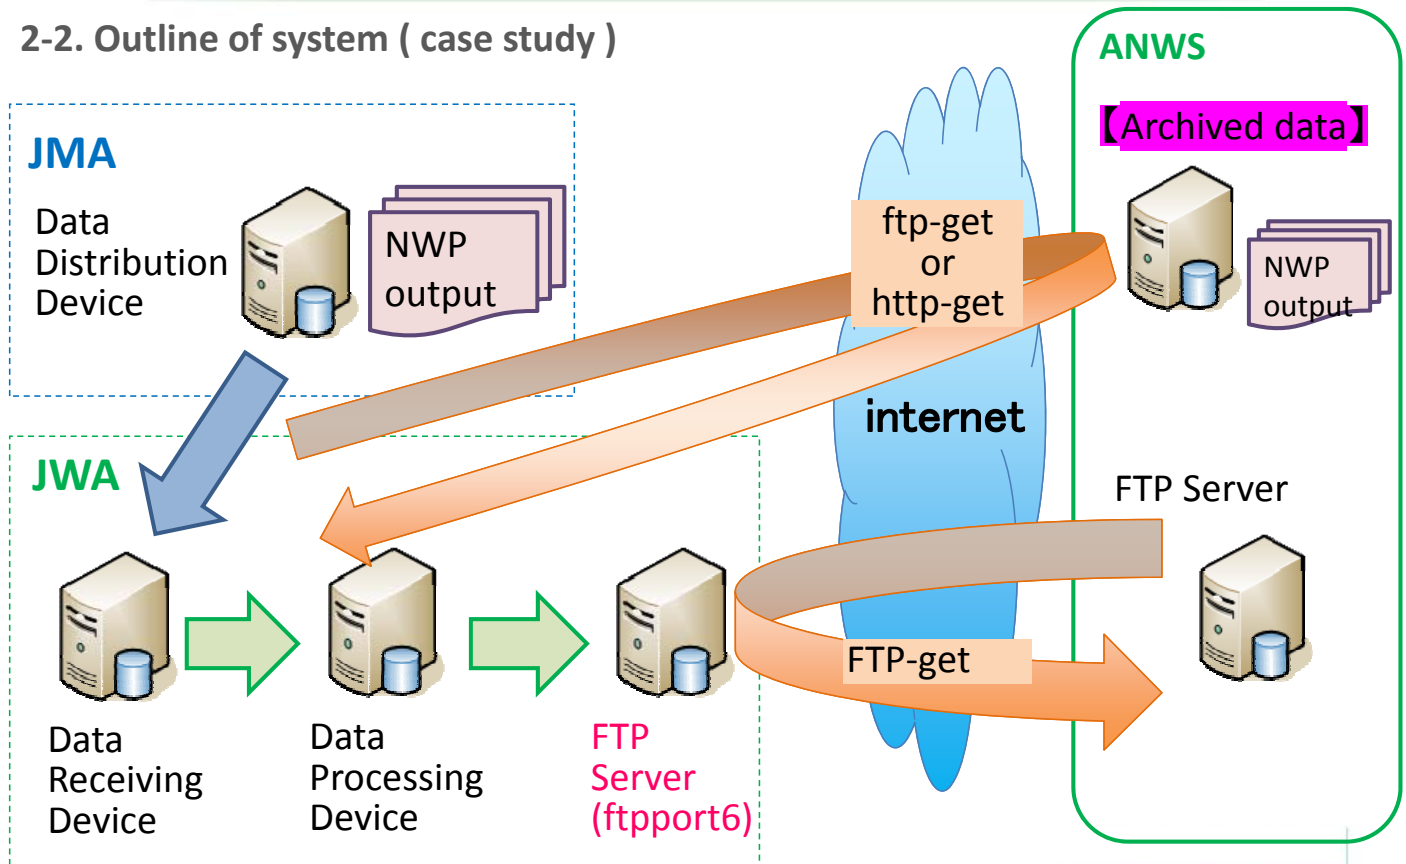 2-2. Outline of system ( case study )
ANWS
【Archived data】
JMA
Data
Distribution
Device
NWP
output
ftp-get
or
http-get
NWP
output
internet
JWA
FTP Server
FTP-get
Data
Receiving
Device
Data
Processing
Device
FTP
Server
(ftpport6)